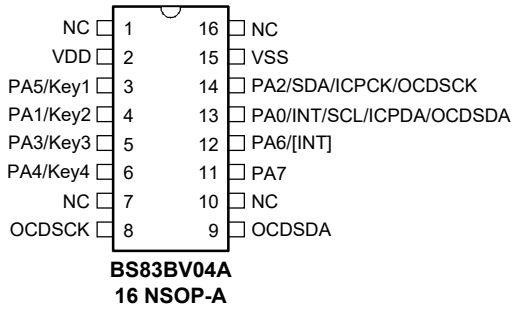 NC 1 16 NC
VDD 2 15 VSS
PA5/Key1 3 14 PA2/SDA/ICPCK/OCDSCK
PA1/Key2 4 13 PA0/INT/SCL/ICPDA/OCDSDA
PA3/Key3 5 12 PA6/[INT]
PA4/Key4 6 11 PA7
NC 7 10 NC
OCDSCK 8 9 OCDSDA
BS83BV04A
16 NSOP-A